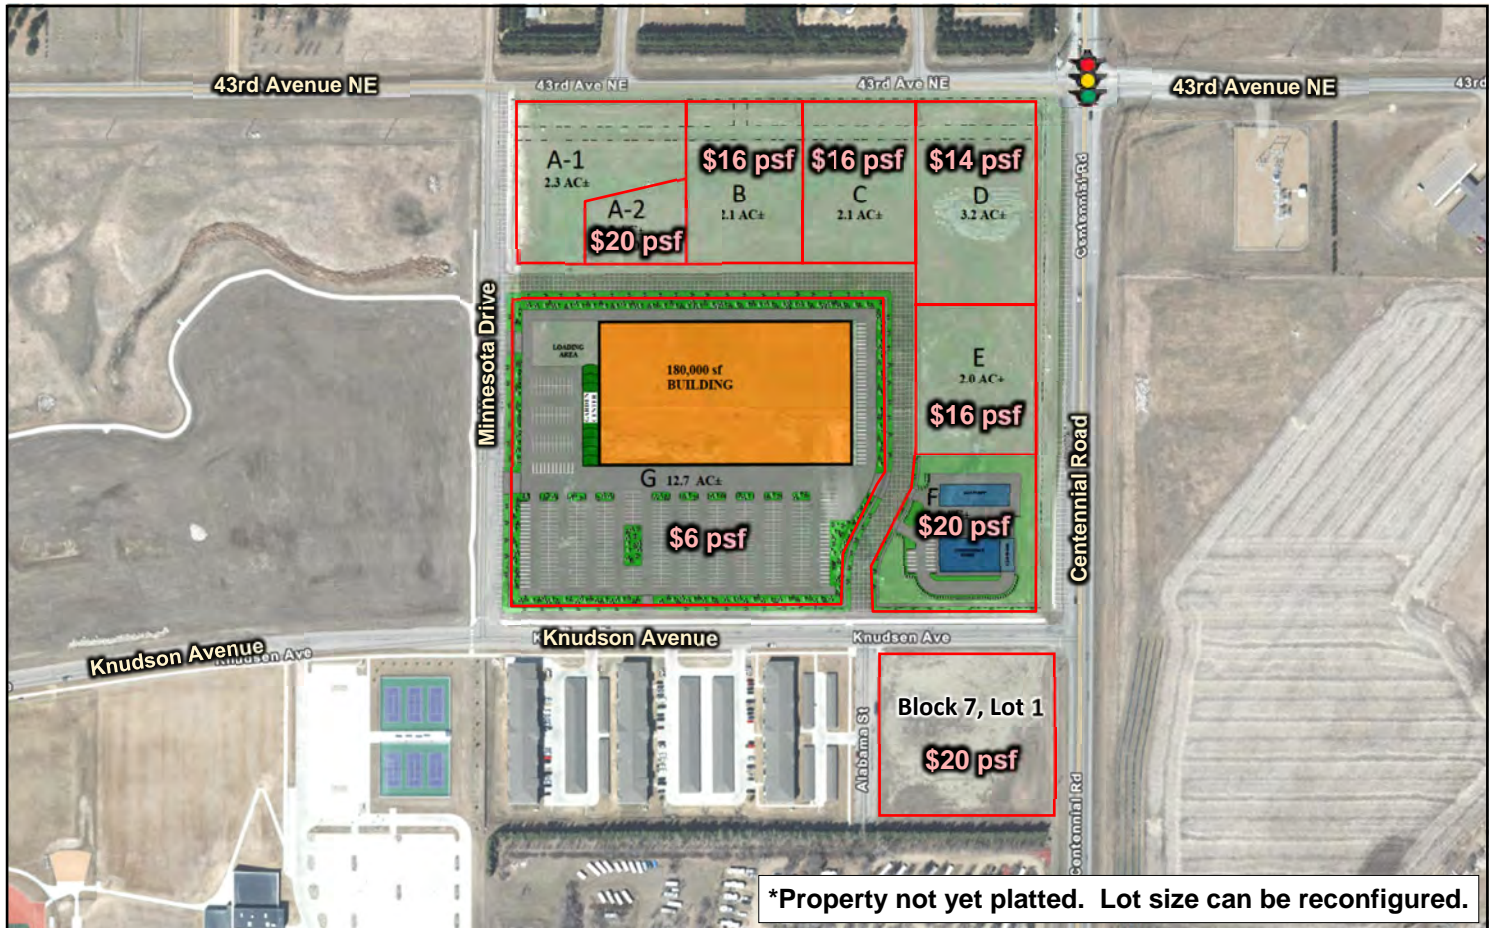 43rd Avenue NE
43rd Ave NE
43rd Ave NE
43rd Avenue NE
43rd
A-1
2.3 AC±
A-2
$20 psf
$16 psf
B
2.1 AC±
$16 psf
C
2.1 AC±
$14 psf
D
3.2 AC±
Centennial Rd
Minnesota Drive
LOADING
AREA
GARDEN
CENTER
180,000 sf
BUILDING
E
2.0 AC±
$16 psf
G 12.7 AC±
$6 psf
F
$20 psf
Centennial Road
Knudson Avenue
Knudsen Ave
Knudson Avenue
Knudsen Ave
Alabama St
Block 7, Lot 1
$20 psf
Centennial Rd
*Property not yet platted.  Lot size can be reconfigured.